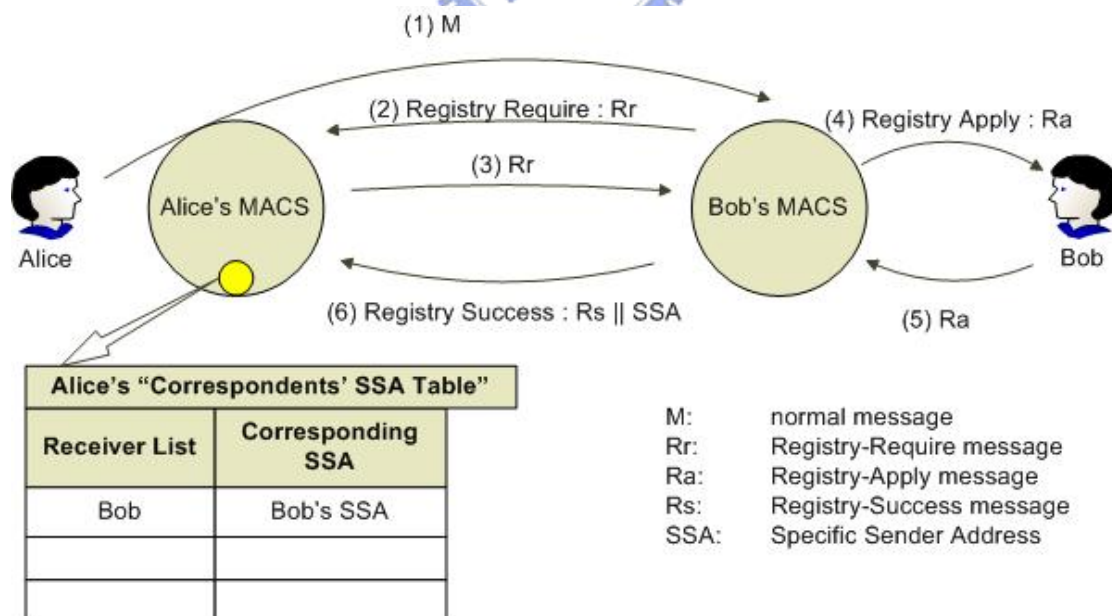 (1) M
(2) Registry Require : Rr
(4) Registry Apply : Ra
(3) Rr
Alice's MACS
Bob's MACS
Alice
Bob
(6) Registry Success : Rs || SSA
(5) Ra
Alice's “Correspondents' SSA Table”
Receiver List
Corresponding
SSA
Bob
Bob's SSA
M: normal message
Rr: Registry-Require message
Ra: Registry-Apply message
Rs: Registry-Success message
SSA: Specific Sender Address